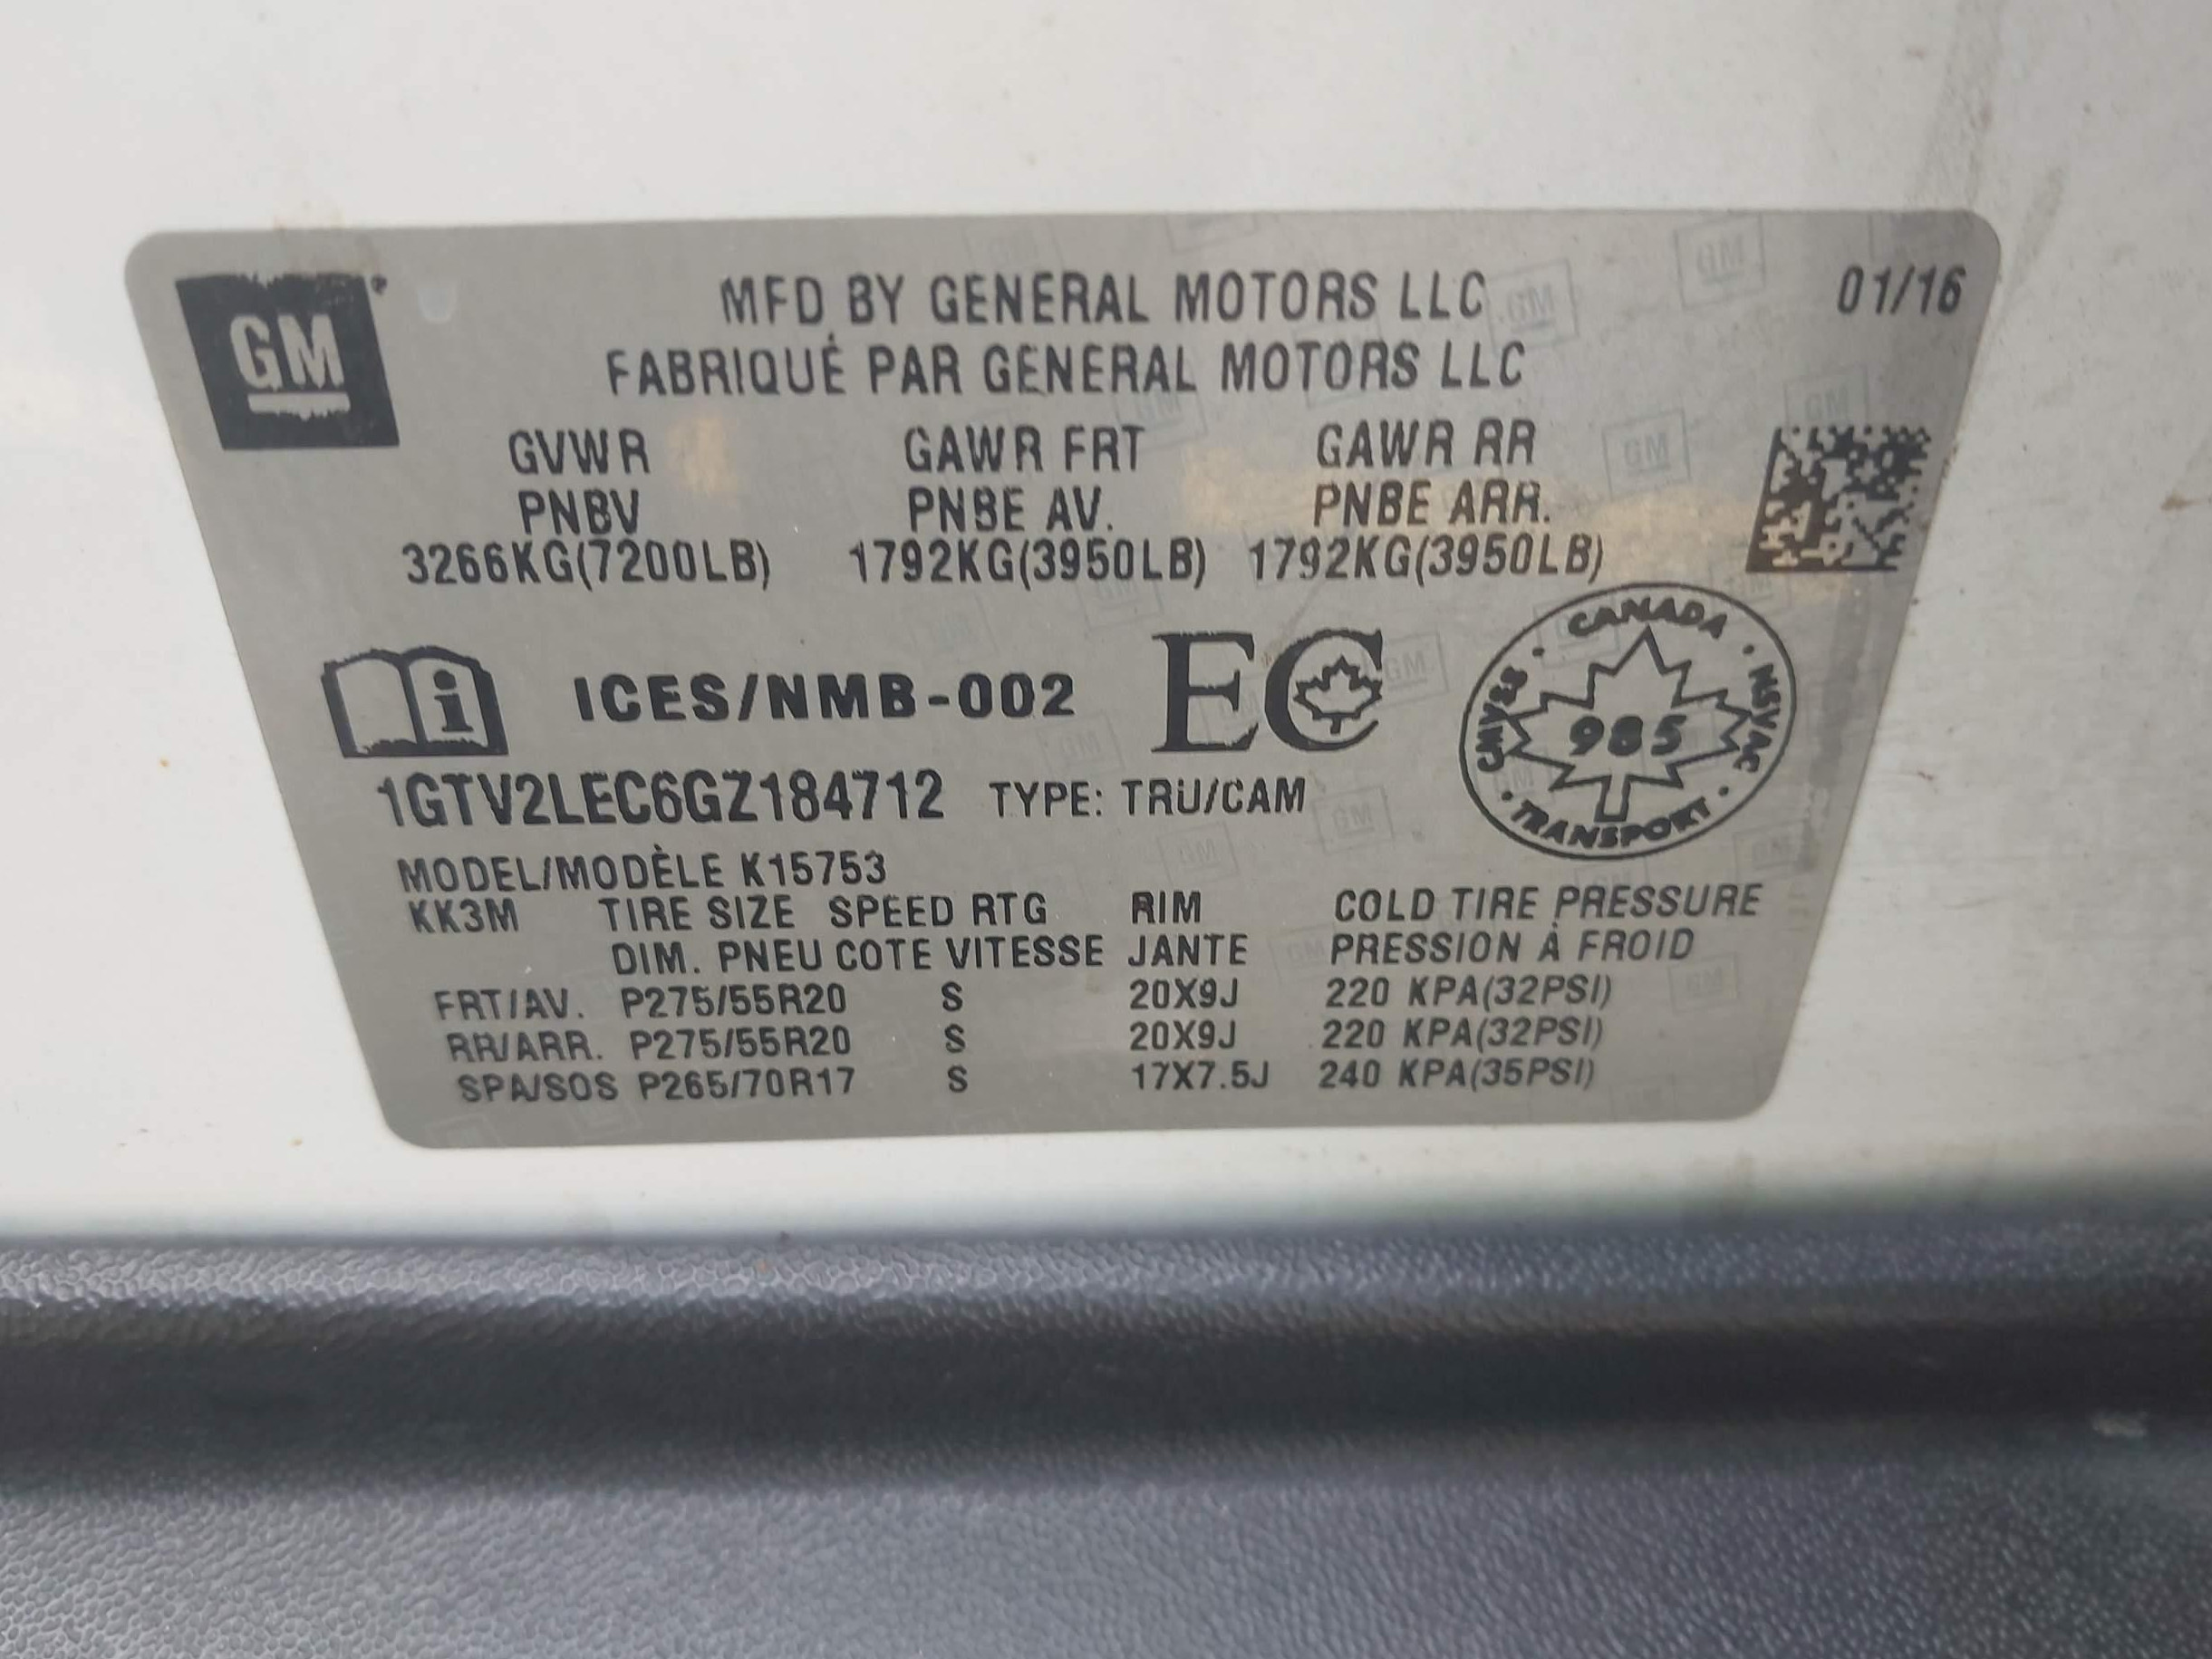 GM
MFD BY GENERAL MOTORS LLC
01/16
FABRIQUÉ PAR GENERAL MOTORS LLC
GVWR GAWR FRT GAWR RR
PNBV PNBE AV. PNBE ARR.
3266KG(7200LB) 1792KG(3950LB) 1792KG(3950LB)
i ICES/NMB-002 EC
CANADA · NSVAC · TRANSPORT · CMVSS ·
985
1GTV2LEC6GZ184712 TYPE: TRU/CAM
MODEL/MODÈLE K15753
KK3M TIRE SIZE SPEED RTG RIM COLD TIRE PRESSURE
DIM. PNEU COTE VITESSE JANTE PRESSION À FROID
FRT/AV. P275/55R20 S 20X9J 220 KPA(32PSI)
RR/ARR. P275/55R20 S 20X9J 220 KPA(32PSI)
SPA/SOS P265/70R17 S 17X7.5J 240 KPA(35PSI)